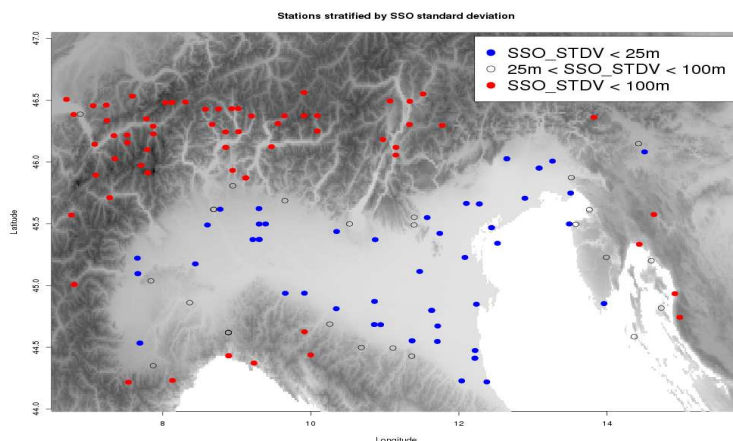 Stations stratified by SSO standard deviation
SSO_STDV < 25m
25m < SSO_STDV < 100m
SSO_STDV < 100m
Latitude
47.0
46.5
46.0
45.5
45.0
44.5
44.0
8
10
12
14
Longitude